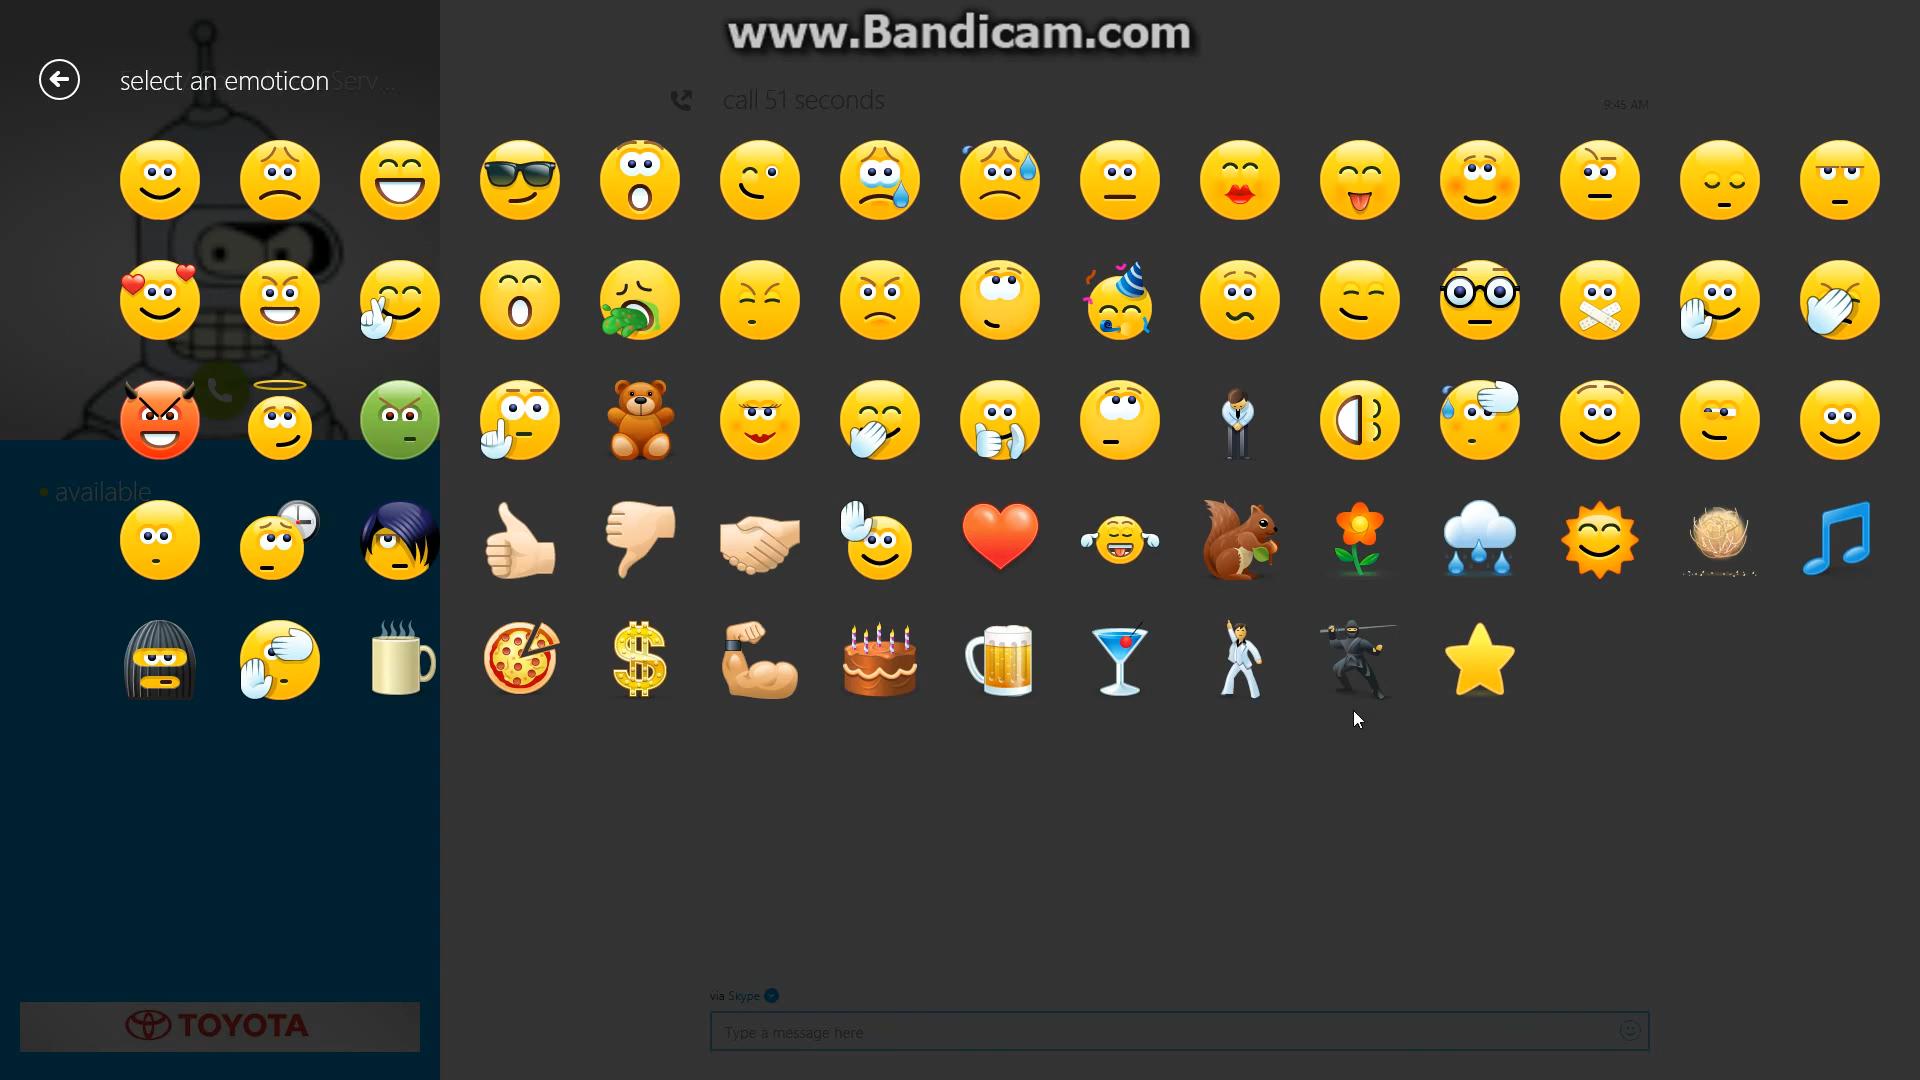 www.Bandicam.com
select an emoticon
Serv...
call 51 seconds
9:45 AM
available
via Skype
Type a message here
TOYOTA